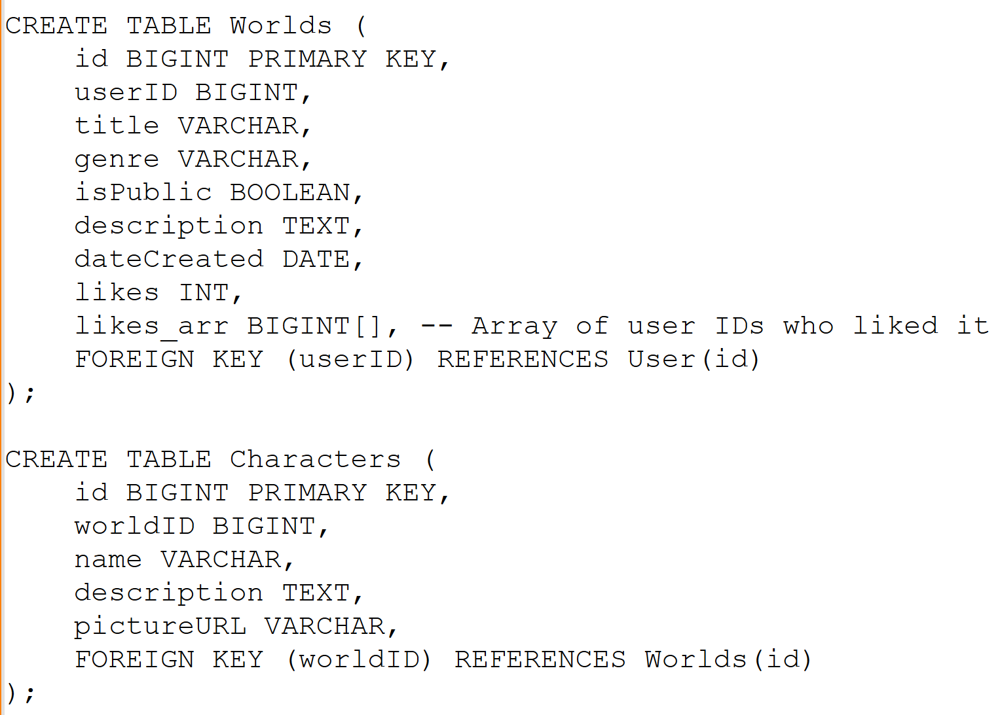 CREATE TABLE Worlds (
    id BIGINT PRIMARY KEY,
    userID BIGINT,
    title VARCHAR,
    genre VARCHAR,
    isPublic BOOLEAN,
    description TEXT,
    dateCreated DATE,
    likes INT,
    likes_arr BIGINT[], -- Array of user IDs who liked it
    FOREIGN KEY (userID) REFERENCES User(id)
);

CREATE TABLE Characters (
    id BIGINT PRIMARY KEY,
    worldID BIGINT,
    name VARCHAR,
    description TEXT,
    pictureURL VARCHAR,
    FOREIGN KEY (worldID) REFERENCES Worlds(id)
);